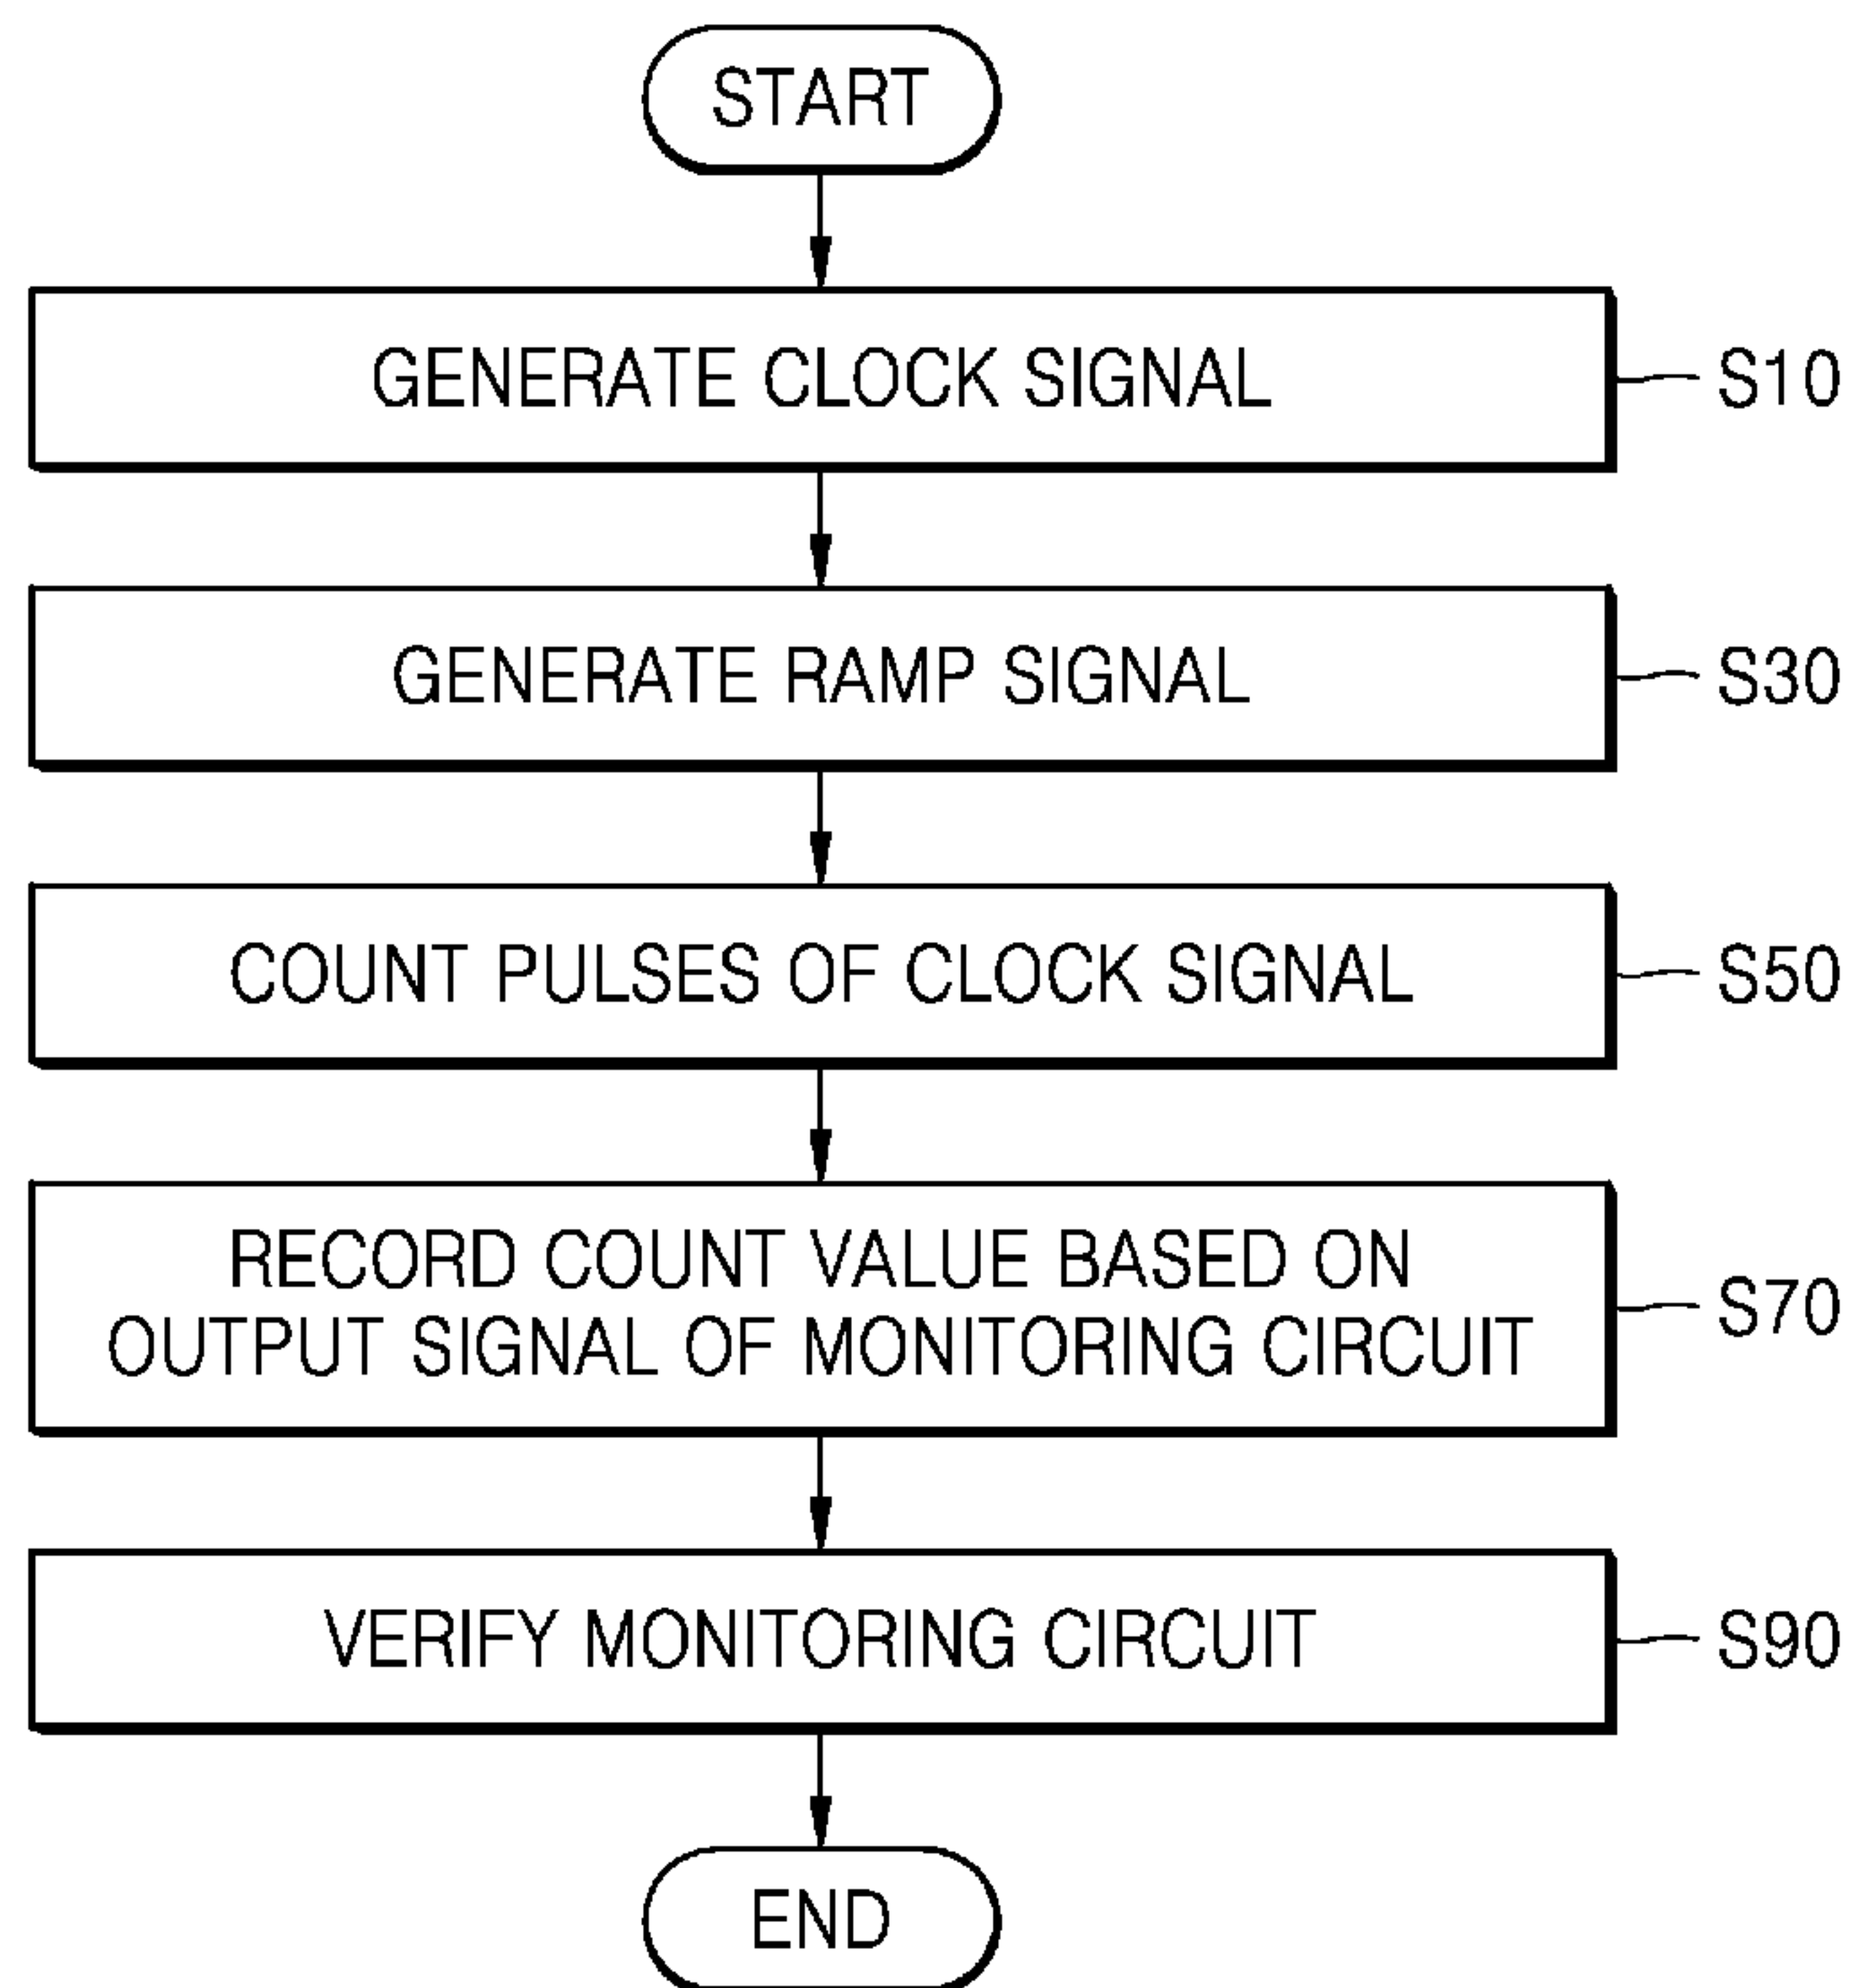 START
GENERATE CLOCK SIGNAL
S10
GENERATE RAMP SIGNAL
S30
COUNT PULSES OF CLOCK SIGNAL
S50
RECORD COUNT VALUE BASED ON
OUTPUT SIGNAL OF MONITORING CIRCUIT
S70
VERIFY MONITORING CIRCUIT
S90
END